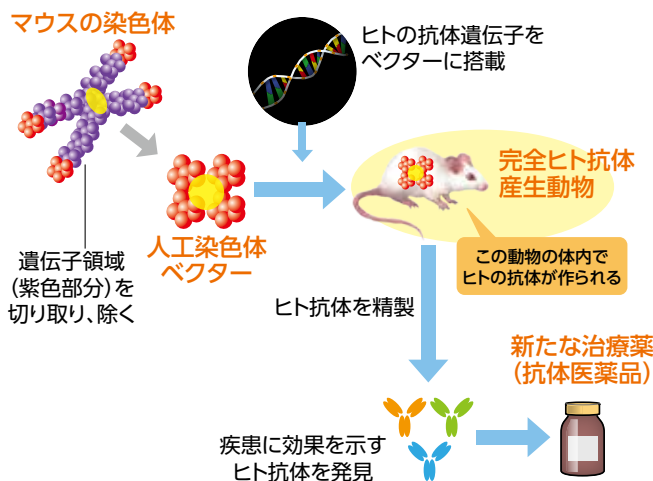 マウスの染色体
ヒトの抗体遺伝子を
ベクターに搭載
完全ヒト抗体
産生動物
人工染色体
ベクター
この動物の体内で
ヒトの抗体が作られる
遺伝子領域
(紫色部分)を
切り取り、除く
ヒト抗体を精製
新たな治療薬
(抗体医薬品)
疾患に効果を示す
ヒト抗体を発見